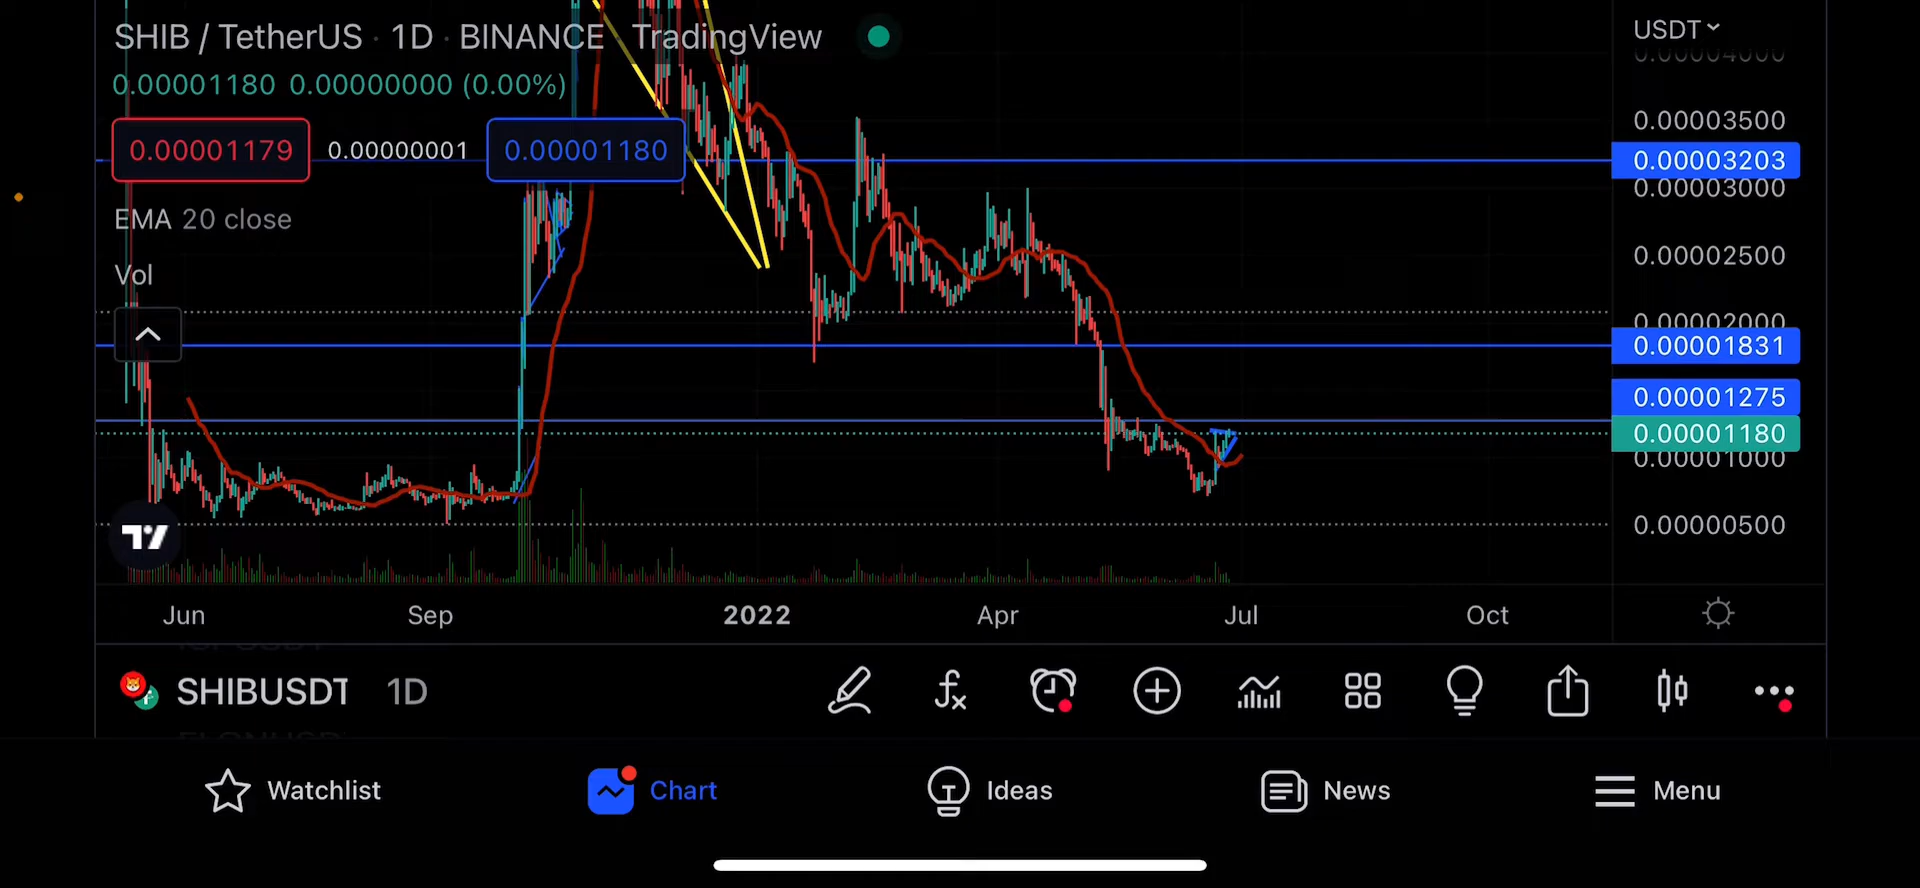 SHIB / TetherUS · 1D · BINANCE TradingView
USDT
0.00001180 0.00000000 (0.00%)
0.00004000
0.00003500
0.00001179 0.00000001 0.00001180
0.00003203
0.00003000
EMA 20 close
0.00002500
Vol
0.00002000
0.00001831
0.00001275
0.00001180
0.00001000
0.00000500
Jun Sep 2022 Apr Jul Oct
SHIBUSDT 1D
Watchlist Chart Ideas News Menu